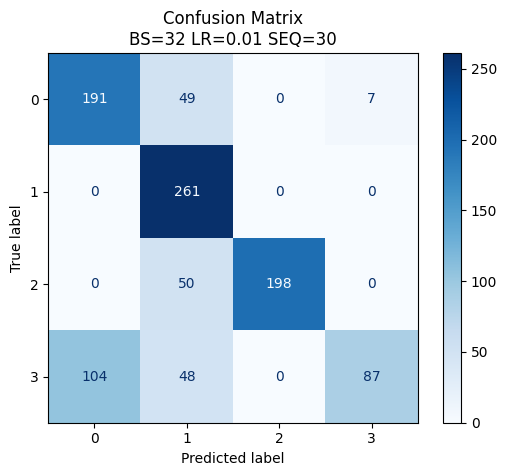 Confusion Matrix
BS=32 LR=0.01 SEQ=30
0 191 49 0 7
1 0 261 0 0
2 0 50 198 0
3 104 48 0 87
0 1 2 3
Predicted label
True label
250
200
150
100
50
0